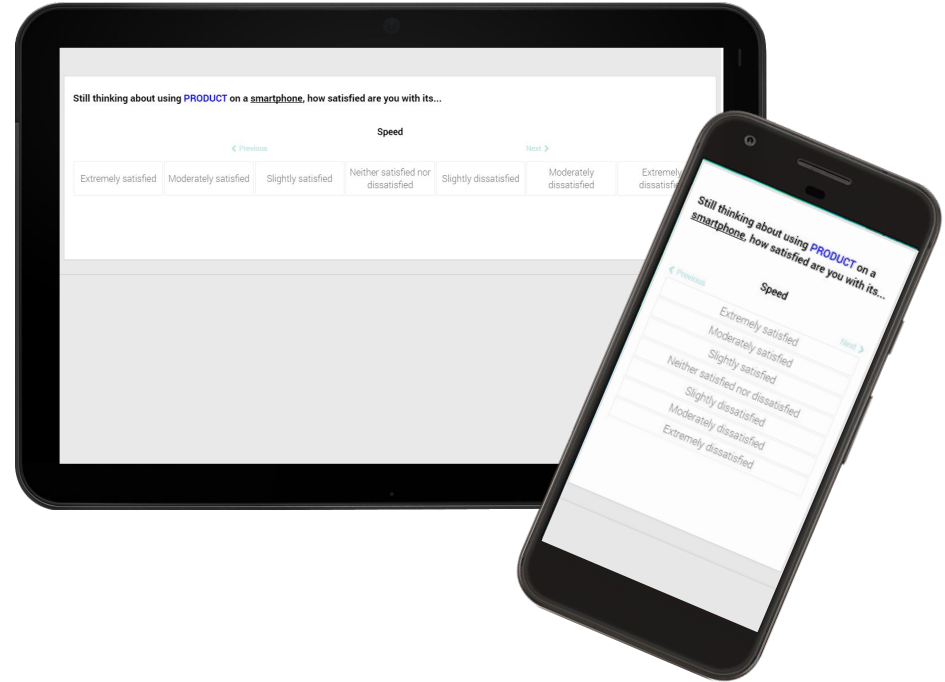 Still thinking about using PRODUCT on a smartphone, how satisfied are you with its...
Speed
Previous
Next
Extremely satisfied
Moderately satisfied
Slightly satisfied
Neither satisfied nor
dissatisfied
Slightly dissatisfied
Moderately
dissatisfied
Extremely
Still thinking about using PRODUCT on a
smartphone, how satisfied are you with its...
Previous
Speed
Next
Extremely satisfied
Moderately satisfied
Slightly satisfied
Neither satisfied nor dissatisfied
Slightly dissatisfied
Moderately dissatisfied
Extremely dissatisfied